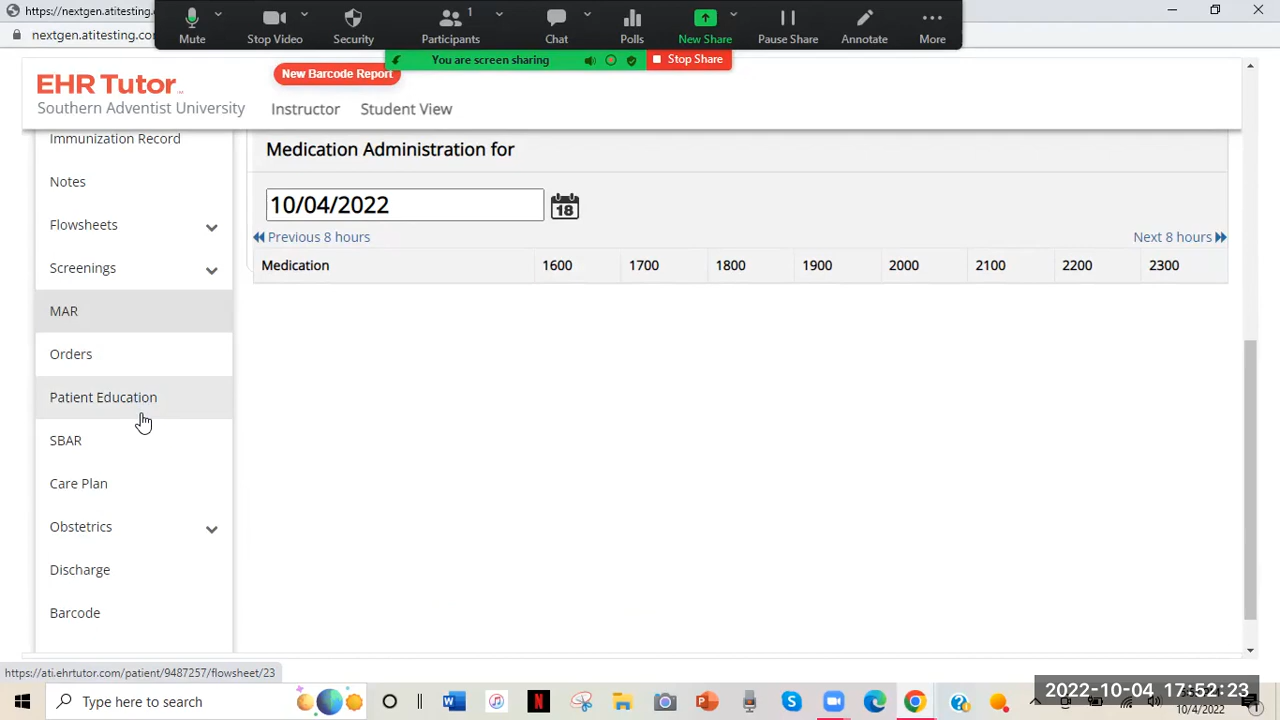 https://nextgen.atitesting.
nextgen.atitesting.co
Mute
Stop Video
Security
Participants
1
Chat
Polls
New Share
Pause Share
Annotate
More
You are screen sharing
Stop Share
EHR Tutor
Southern Adventist University
New Barcode Report
Instructor
Student View
Immunization Record
Notes
Flowsheets
Screenings
MAR
Orders
Patient Education
SBAR
Care Plan
Obstetrics
Discharge
Barcode
Medication Administration for
10/04/2022
18
Previous 8 hours
Next 8 hours
Medication 1600 1700 1800 1900 2000 2100 2200 2300
https://ati.ehrtutor.com/patient/9487257/flowsheet/23
Type here to search
2022-10-04 17:52:23
10/4/2022